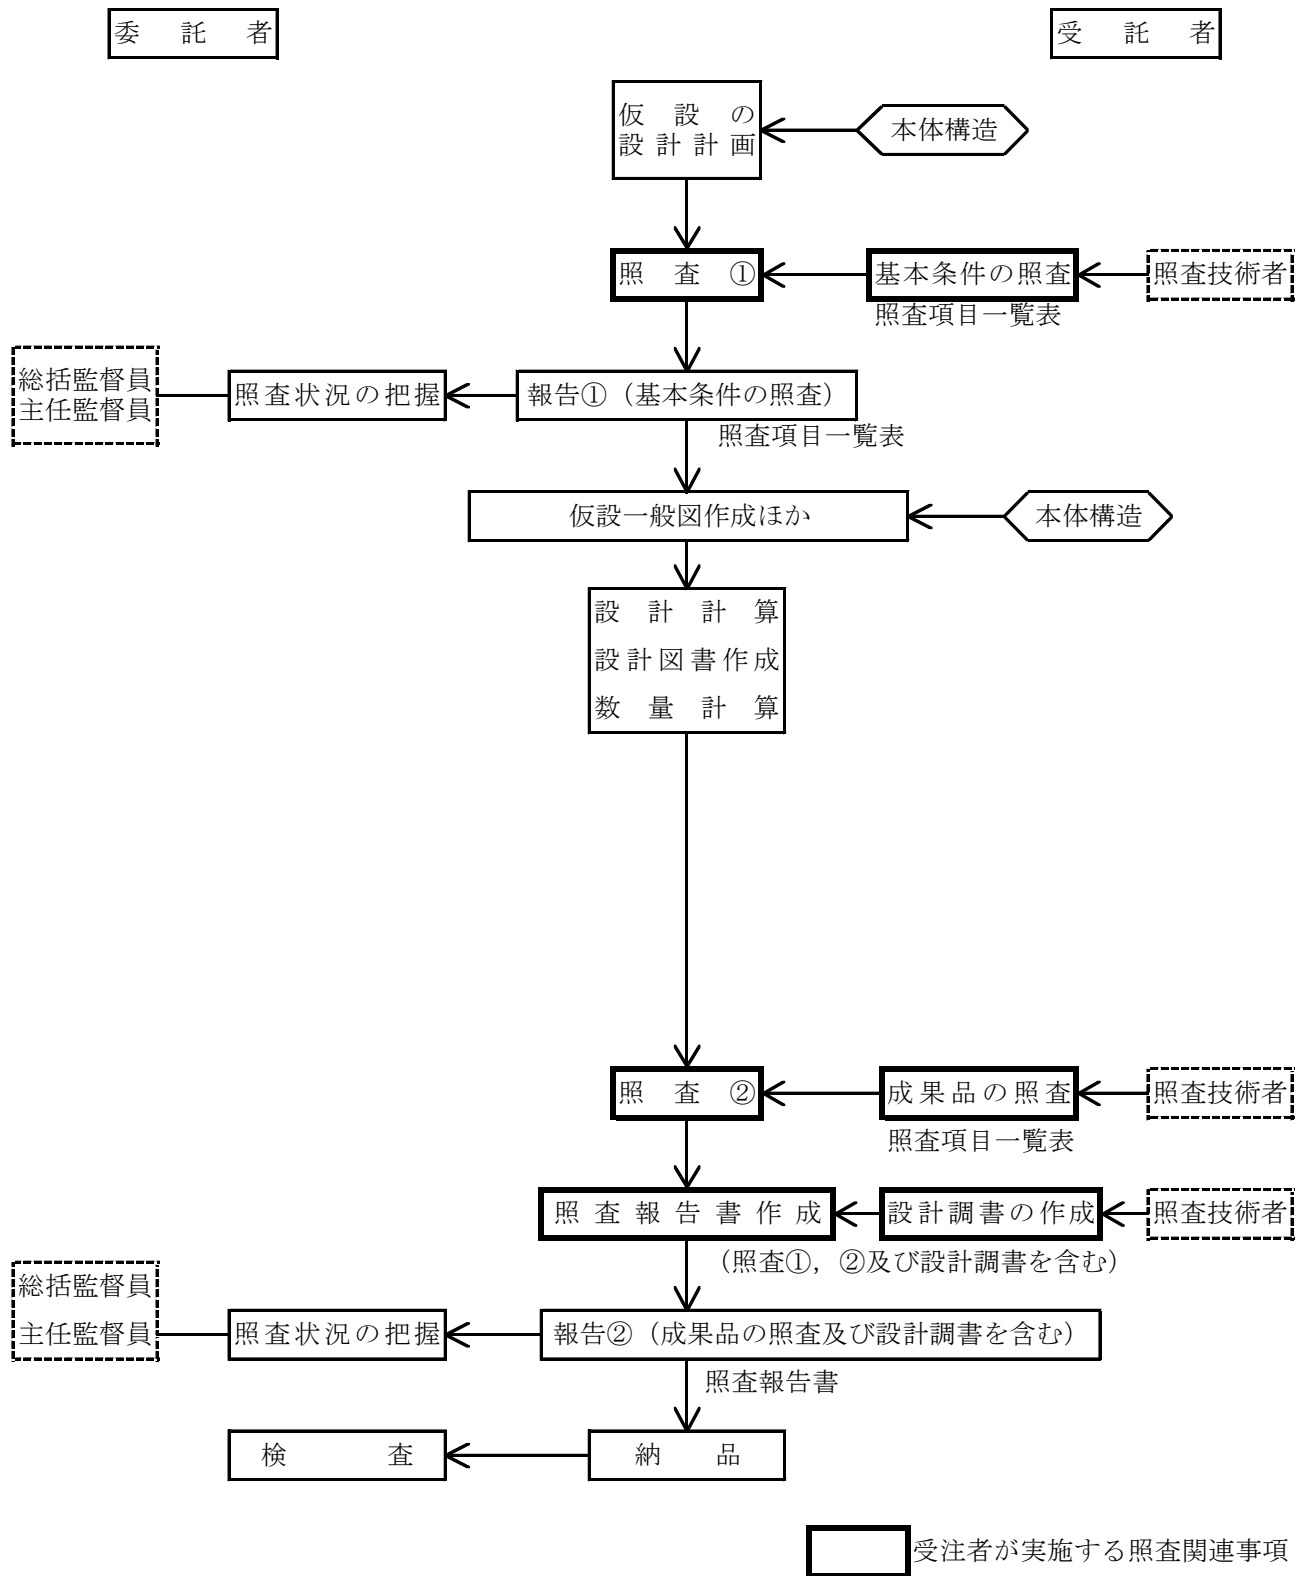 委託者
受託者
仮設の
設計計画
本体構造
照査①
基本条件の照査
照査技術者
照査項目一覧表
総括監督員
主任監督員
照査状況の把握
報告①（基本条件の照査）
照査項目一覧表
仮設一般図作成ほか
本体構造
設計計算
設計図書作成
数量計算
照査②
成果品の照査
照査技術者
照査項目一覧表
照査報告書作成
設計調書の作成
照査技術者
（照査①，②及び設計調書を含む）
総括監督員
主任監督員
照査状況の把握
報告②（成果品の照査及び設計調書を含む）
照査報告書
検査
納品
受注者が実施する照査関連事項